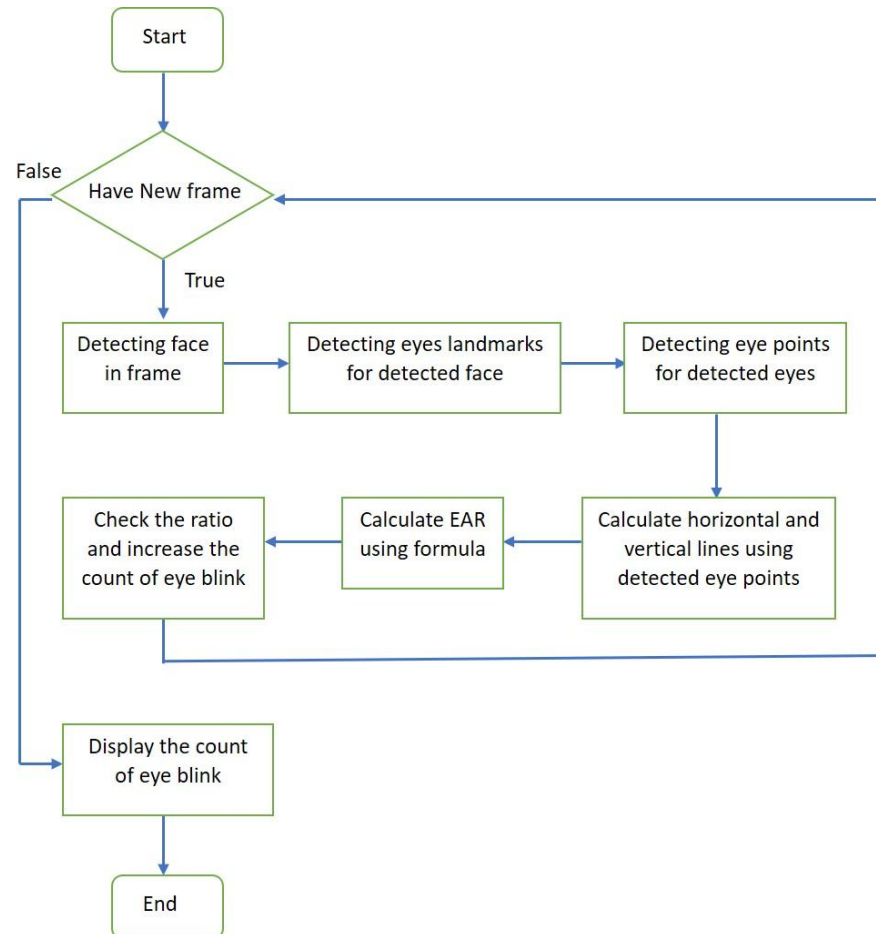 Start
False
Have New frame
True
Detecting face
in frame
Detecting eyes landmarks
for detected face
Detecting eye points
for detected eyes
Calculate horizontal and
vertical lines using
detected eye points
Calculate EAR
using formula
Check the ratio
and increase the
count of eye blink
Display the count
of eye blink
End